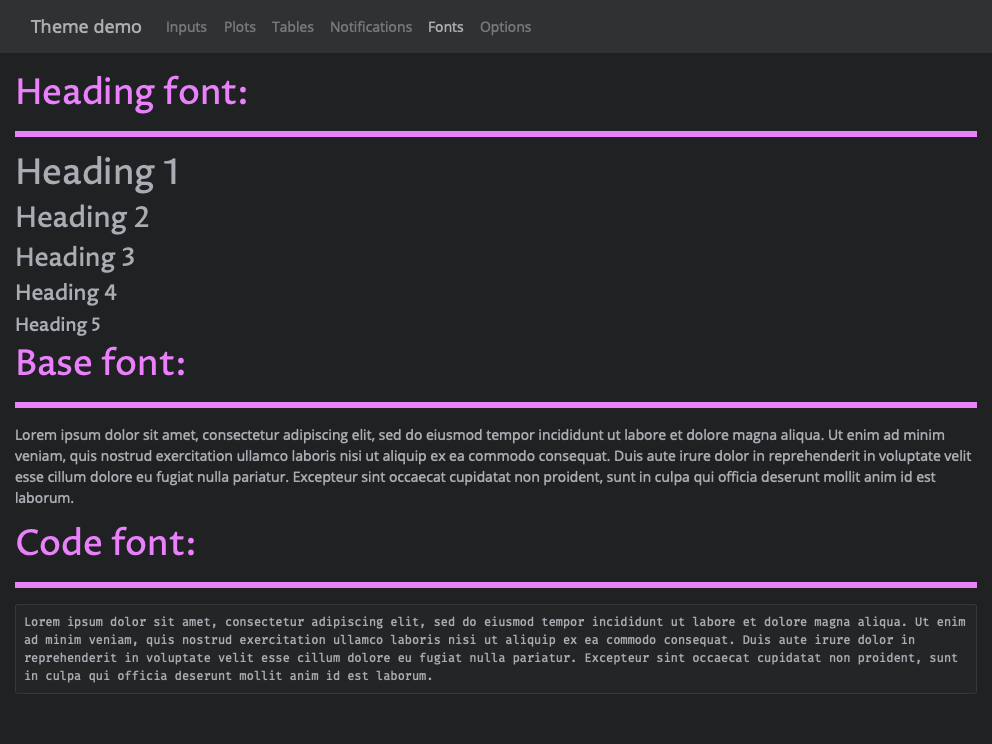 Theme demo Inputs Plots Tables Notifications Fonts Options
Heading font:
Heading 1
Heading 2
Heading 3
Heading 4
Heading 5
Base font:
Lorem ipsum dolor sit amet, consectetur adipiscing elit, sed do eiusmod tempor incididunt ut labore et dolore magna aliqua. Ut enim ad minim
veniam, quis nostrud exercitation ullamco laboris nisi ut aliquip ex ea commodo consequat. Duis aute irure dolor in reprehenderit in voluptate velit
esse cillum dolore eu fugiat nulla pariatur. Excepteur sint occaecat cupidatat non proident, sunt in culpa qui officia deserunt mollit anim id est
laborum.
Code font:
Lorem ipsum dolor sit amet, consectetur adipiscing elit, sed do eiusmod tempor incididunt ut labore et dolore magna aliqua. Ut enim
ad minim veniam, quis nostrud exercitation ullamco laboris nisi ut aliquip ex ea commodo consequat. Duis aute irure dolor in
reprehenderit in voluptate velit esse cillum dolore eu fugiat nulla pariatur. Excepteur sint occaecat cupidatat non proident, sunt
in culpa qui officia deserunt mollit anim id est laborum.